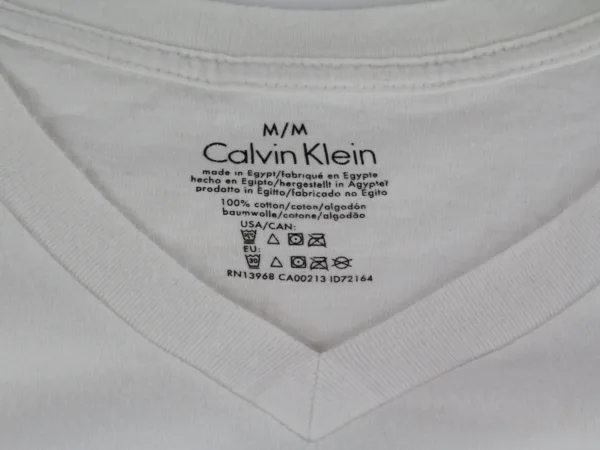 M/M
Calvin Klein
made in Egypt/fabriqué en Egypte
hecho en Egipto/hergestellt in Ägypten
prodotto in Egitto/fabricado no Egito
100% cotton/coton/algodón
baumwolle/cotone/algodão
USA/CAN:
EU:
30
RN13968 CA00213 ID72164